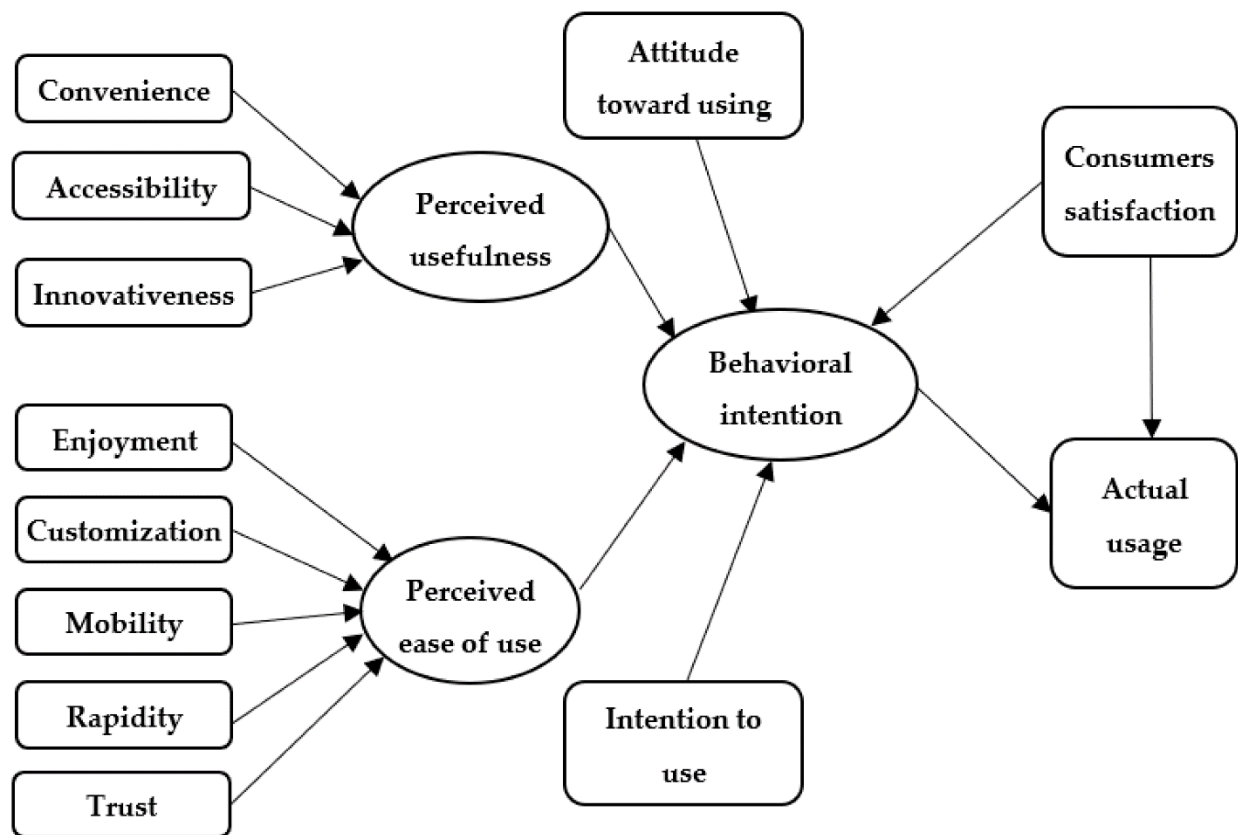 Convenience
Accessibility
Innovativeness
Enjoyment
Customization
Mobility
Rapidity
Trust
Perceived
usefulness
Perceived
ease of use
Attitude
toward using
Behavioral
intention
Intention to
use
Consumers
satisfaction
Actual
usage